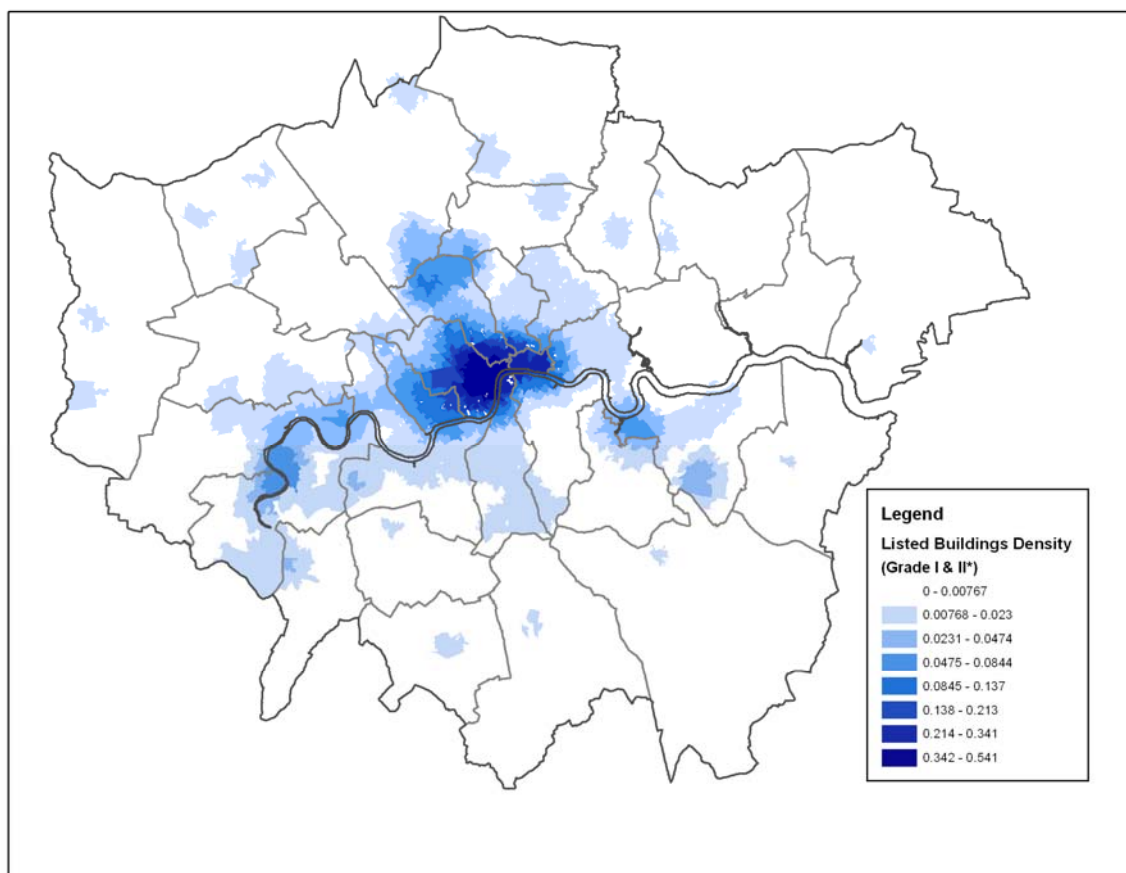 Legend
Listed Buildings Density
(Grade I & II*)
0 - 0.00767
0.00768 - 0.023
0.0231 - 0.0474
0.0475 - 0.0844
0.0845 - 0.137
0.138 - 0.213
0.214 - 0.341
0.342 - 0.541